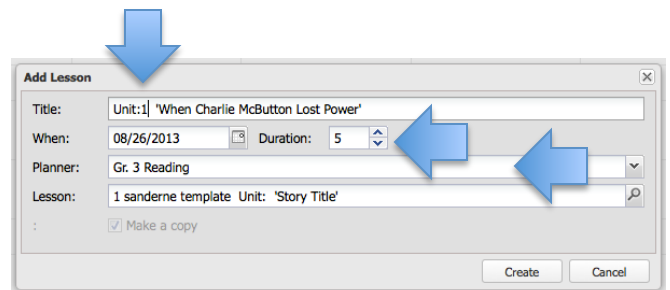 Add Lesson
Title: Unit:1 'When Charlie McButton Lost Power'
When: 08/26/2013 Duration: 5
Planner: Gr. 3 Reading
Lesson: 1 sanderne template Unit: 'Story Title'
: Make a copy
Create Cancel